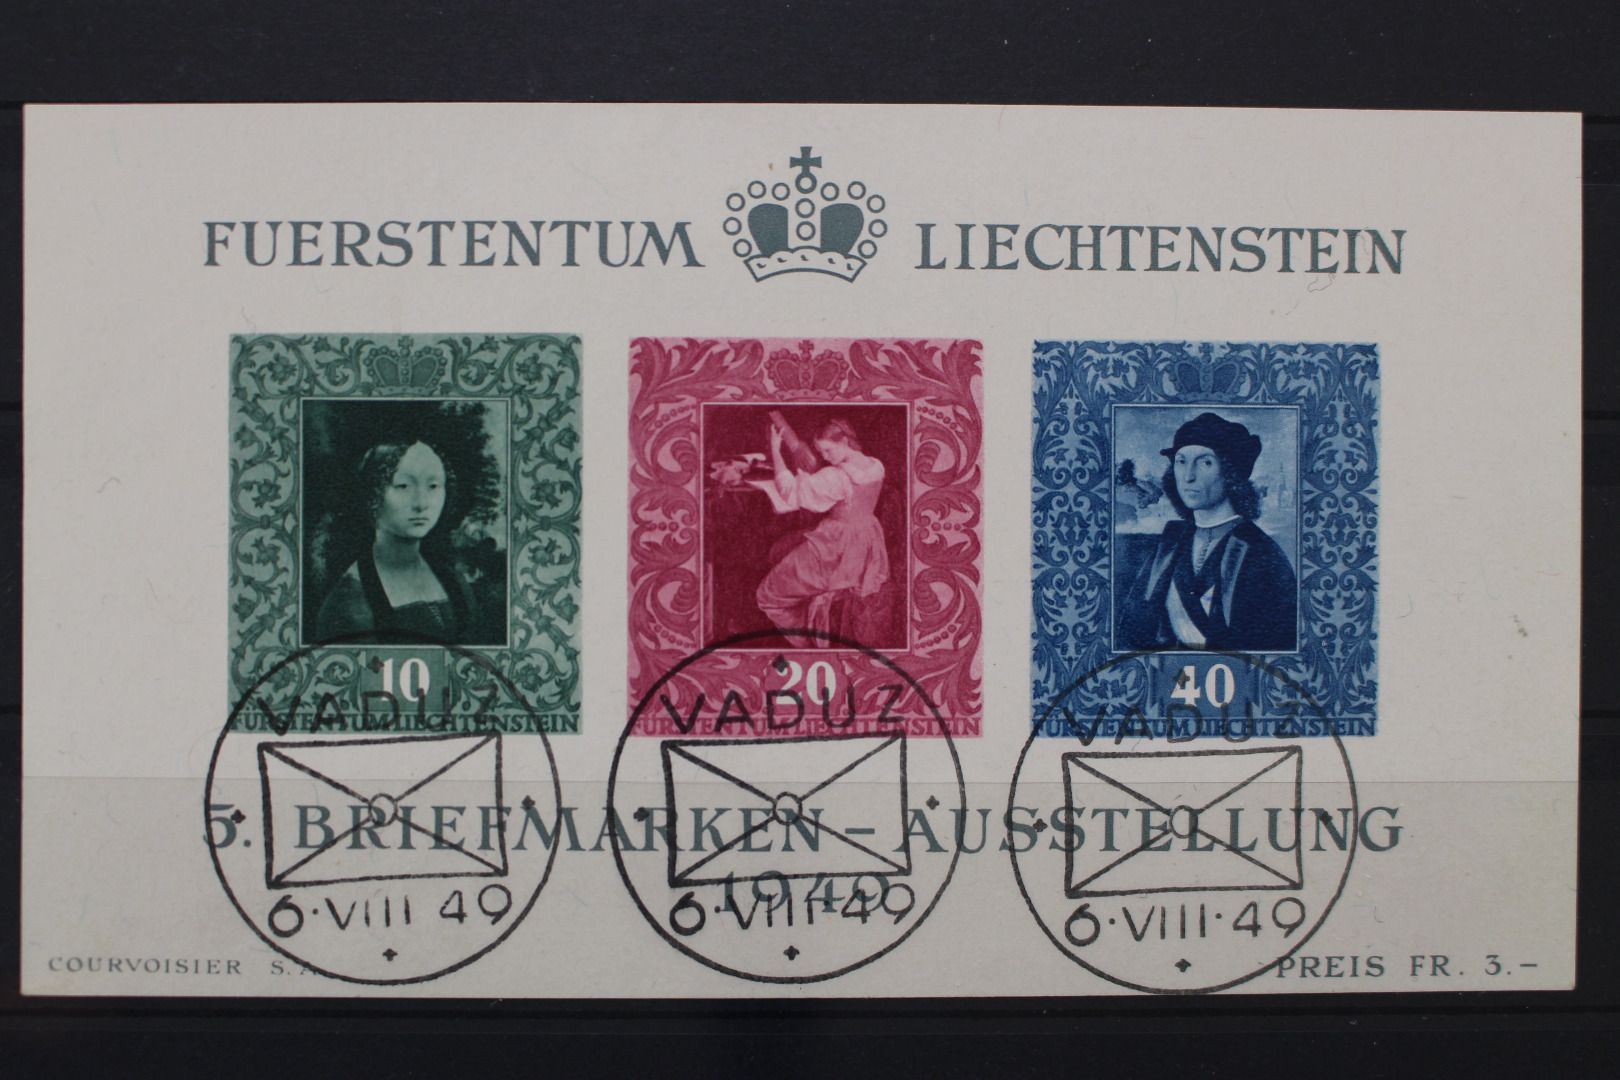 FUERSTENTUM LIECHTENSTEIN
10
FÜRSTENTUM LIECHTENSTEIN
20
FÜRSTENTUM LIECHTENSTEIN
40
FÜRSTENTUM LIECHTENSTEIN
VADUZ
6·VIII 49
VADUZ
6·VIII·49
VADUZ
6·VIII·49
5. BRIEFMARKEN – AUSSTELLUNG
1949
COURVOISIER S.A.
PREIS FR. 3.–